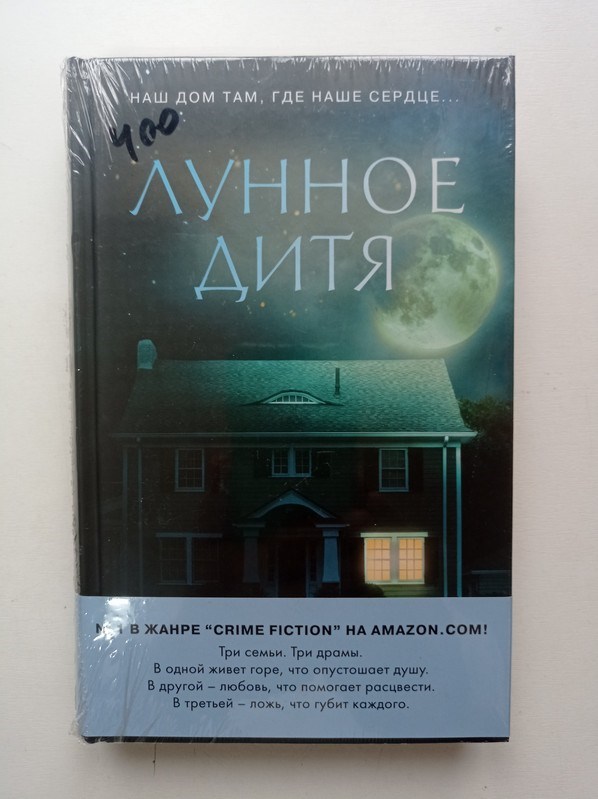 НАШ ДОМ ТАМ, ГДЕ НАШЕ СЕРДЦЕ...
400
ЛУННОЕ
ДИТЯ
№1 В ЖАНРЕ “CRIME FICTION” НА AMAZON.COM!
Три семьи. Три драмы.
В одной живет горе, что опустошает душу.
В другой – любовь, что помогает расцвести.
В третьей – ложь, что губит каждого.